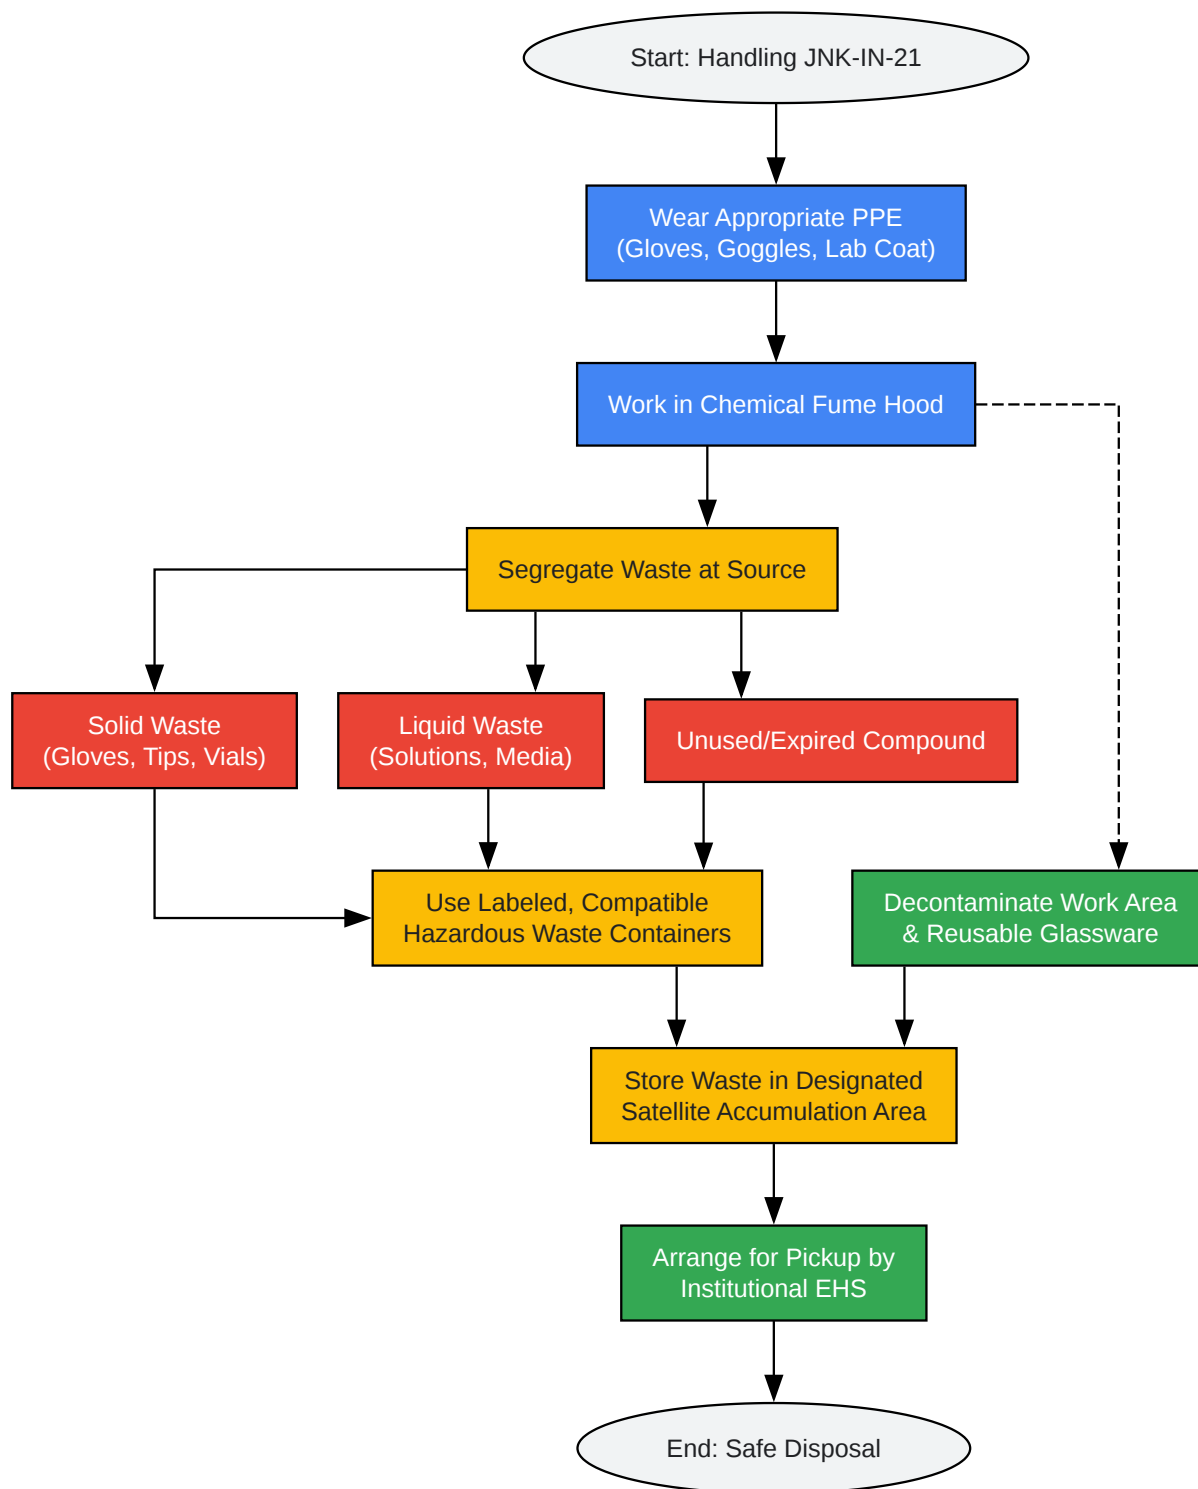 Start: Handling JNK-IN-21
Wear Appropriate PPE
(Gloves, Goggles, Lab Coat)
Work in Chemical Fume Hood
Segregate Waste at Source
Solid Waste
(Gloves, Tips, Vials)
Liquid Waste
(Solutions, Media)
Unused/Expired Compound
Use Labeled, Compatible
Hazardous Waste Containers
Decontaminate Work Area
& Reusable Glassware
Store Waste in Designated
Satellite Accumulation Area
Arrange for Pickup by
Institutional EHS
End: Safe Disposal